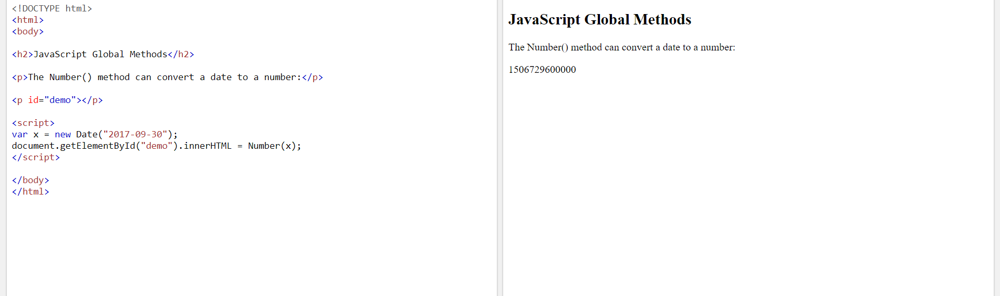 <!DOCTYPE html>
<html>
<body>
<h2>JavaScript Global Methods</h2>
<p>The Number() method can convert a date to a number:</p>
<p id="demo"></p>
<script>
var x = new Date("2017-09-30");
document.getElementById("demo").innerHTML = Number(x);
</script>
</body>
</html>
JavaScript Global Methods
The Number() method can convert a date to a number:
1506729600000